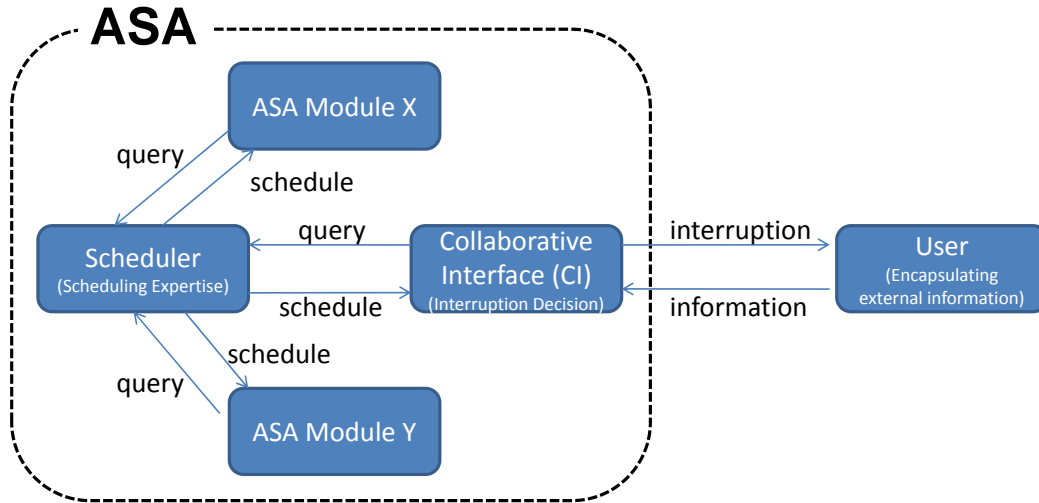 ASA
ASA Module X
query
schedule
Scheduler
(Scheduling Expertise)
query
schedule
Collaborative
Interface (CI)
(Interruption Decision)
interruption
information
User
(Encapsulating
external information)
schedule
query
ASA Module Y